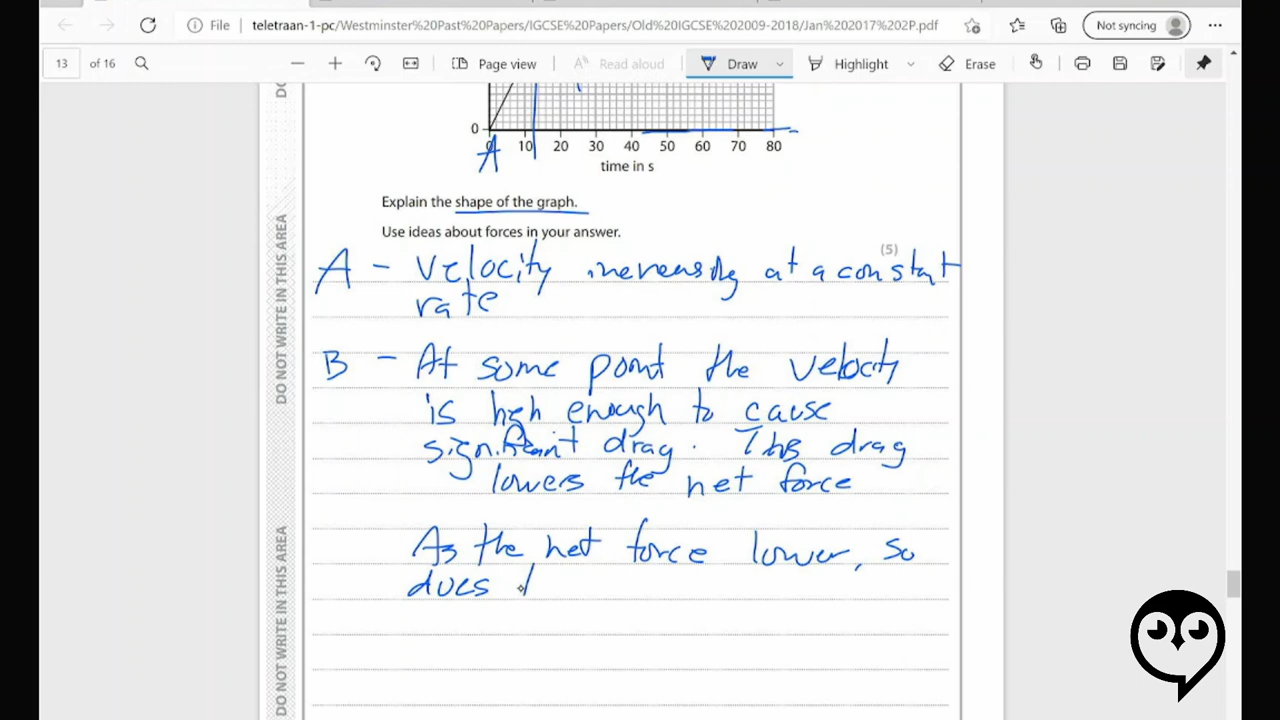 File teletraan-1-pc/Westminster%20Past%20Papers/IGCSE%20Papers/Old%20IGCSE%202009-2018/Jan%202017%202P.pdf Not syncing
13 of 16 Page view Read aloud Draw Highlight Erase
DO NOT WRITE IN THIS AREA
DO NOT WRITE IN THIS AREA
0
0 10 20 30 40 50 60 70 80
A
time in s
Explain the shape of the graph.
Use ideas about forces in your answer.
(5)
A - Velocity increasing at a constant
rate
B - At some point the velocity
is high enough to cause
significant drag. This drag
lowers the net force
As the net force lower, so
does